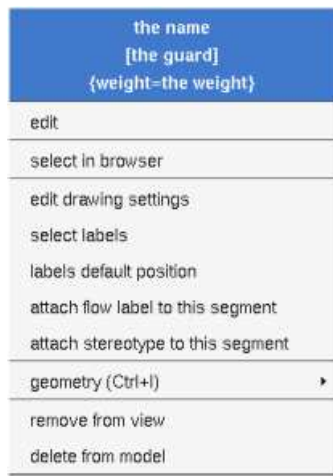 the name
[the guard]
{weight=the weight}
edit
select in browser
edit drawing settings
select labels
labels default position
attach flow label to this segment
attach stereotype to this segment
geometry (Ctrl+I)
remove from view
delete from model